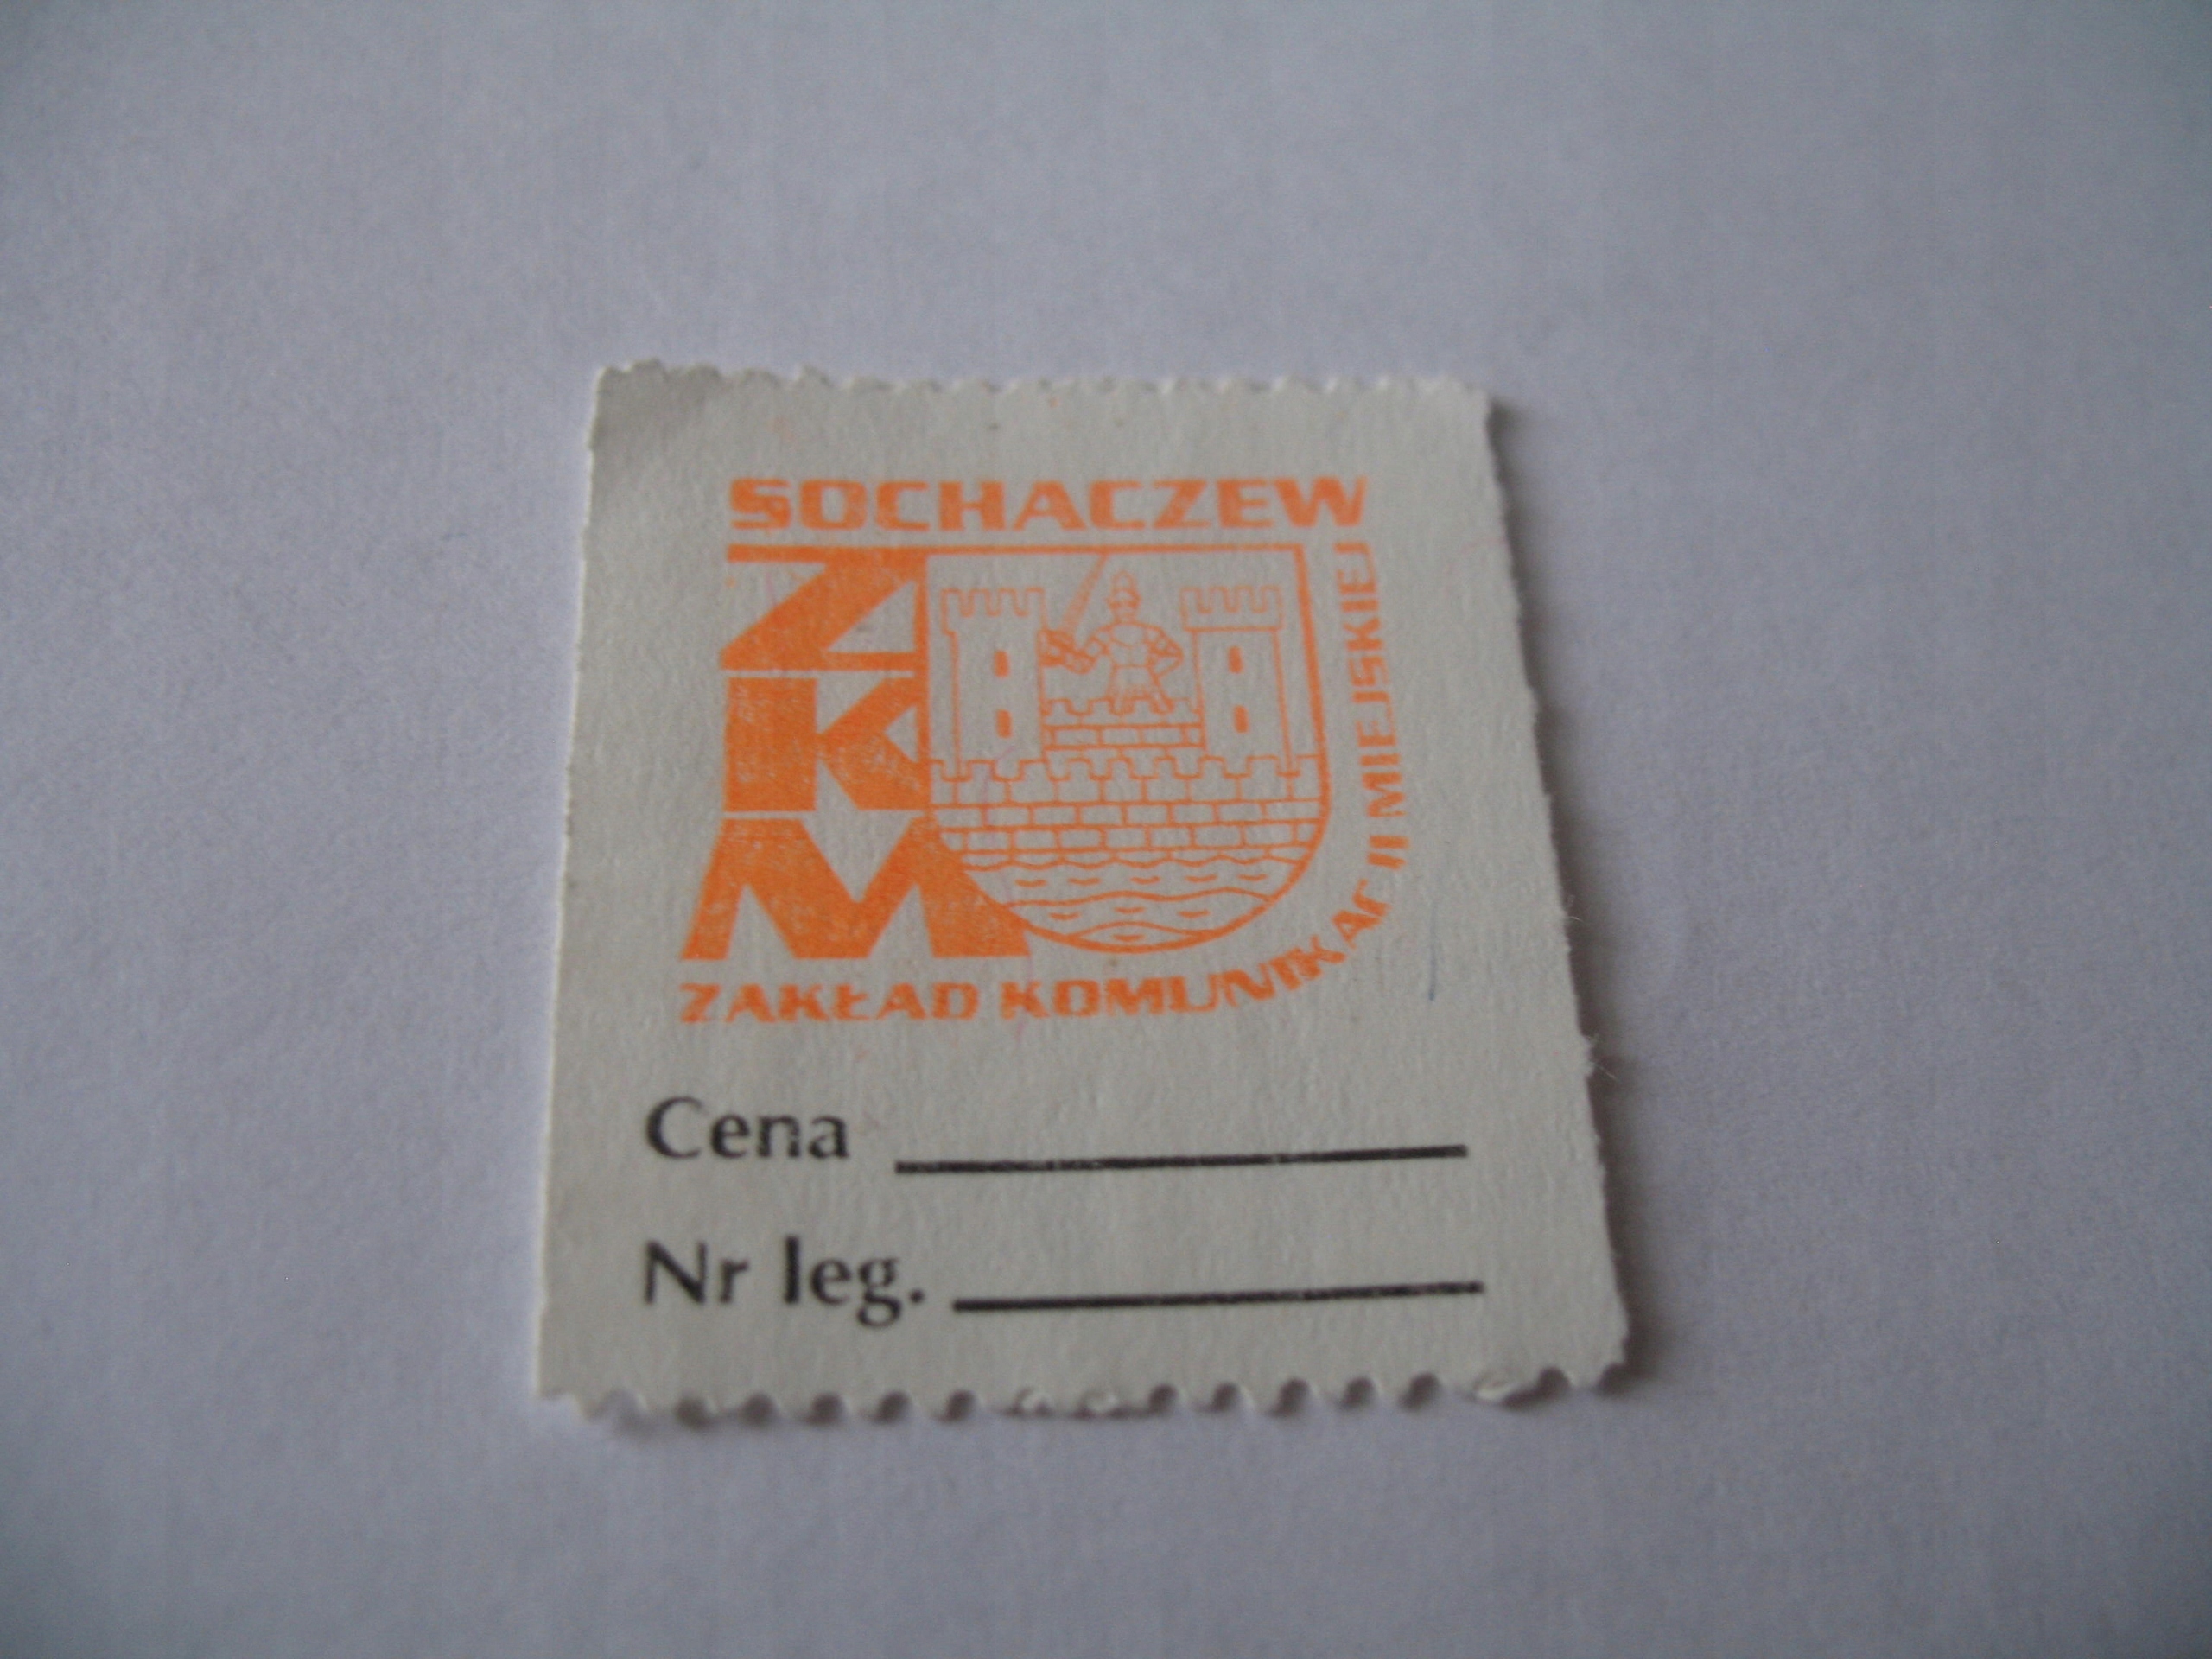 SOCHACZEW
ZKM
ZAKŁAD KOMUNIKACJI MIEJSKIEJ
Cena
Nr leg.